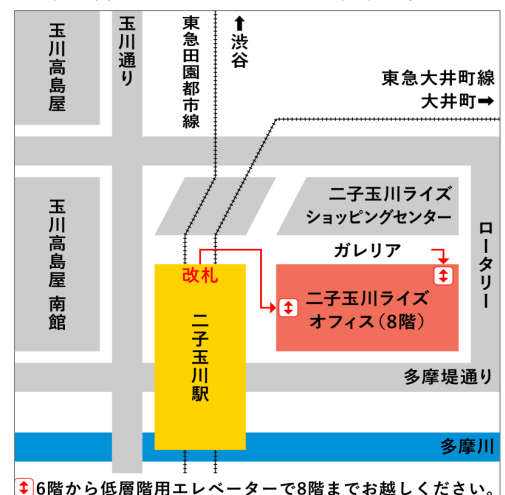 玉川高島屋
玉川通り
東急田園都市線
⬆渋谷
東急大井町線
大井町➡
二子玉川ライズ
ショッピングセンター
玉川高島屋 南館
ガレリア
ロータリー
改札
二子玉川駅
二子玉川ライズ
オフィス（8階）
多摩堤通り
多摩川
6階から低層階用エレベーターで8階までお越しください。